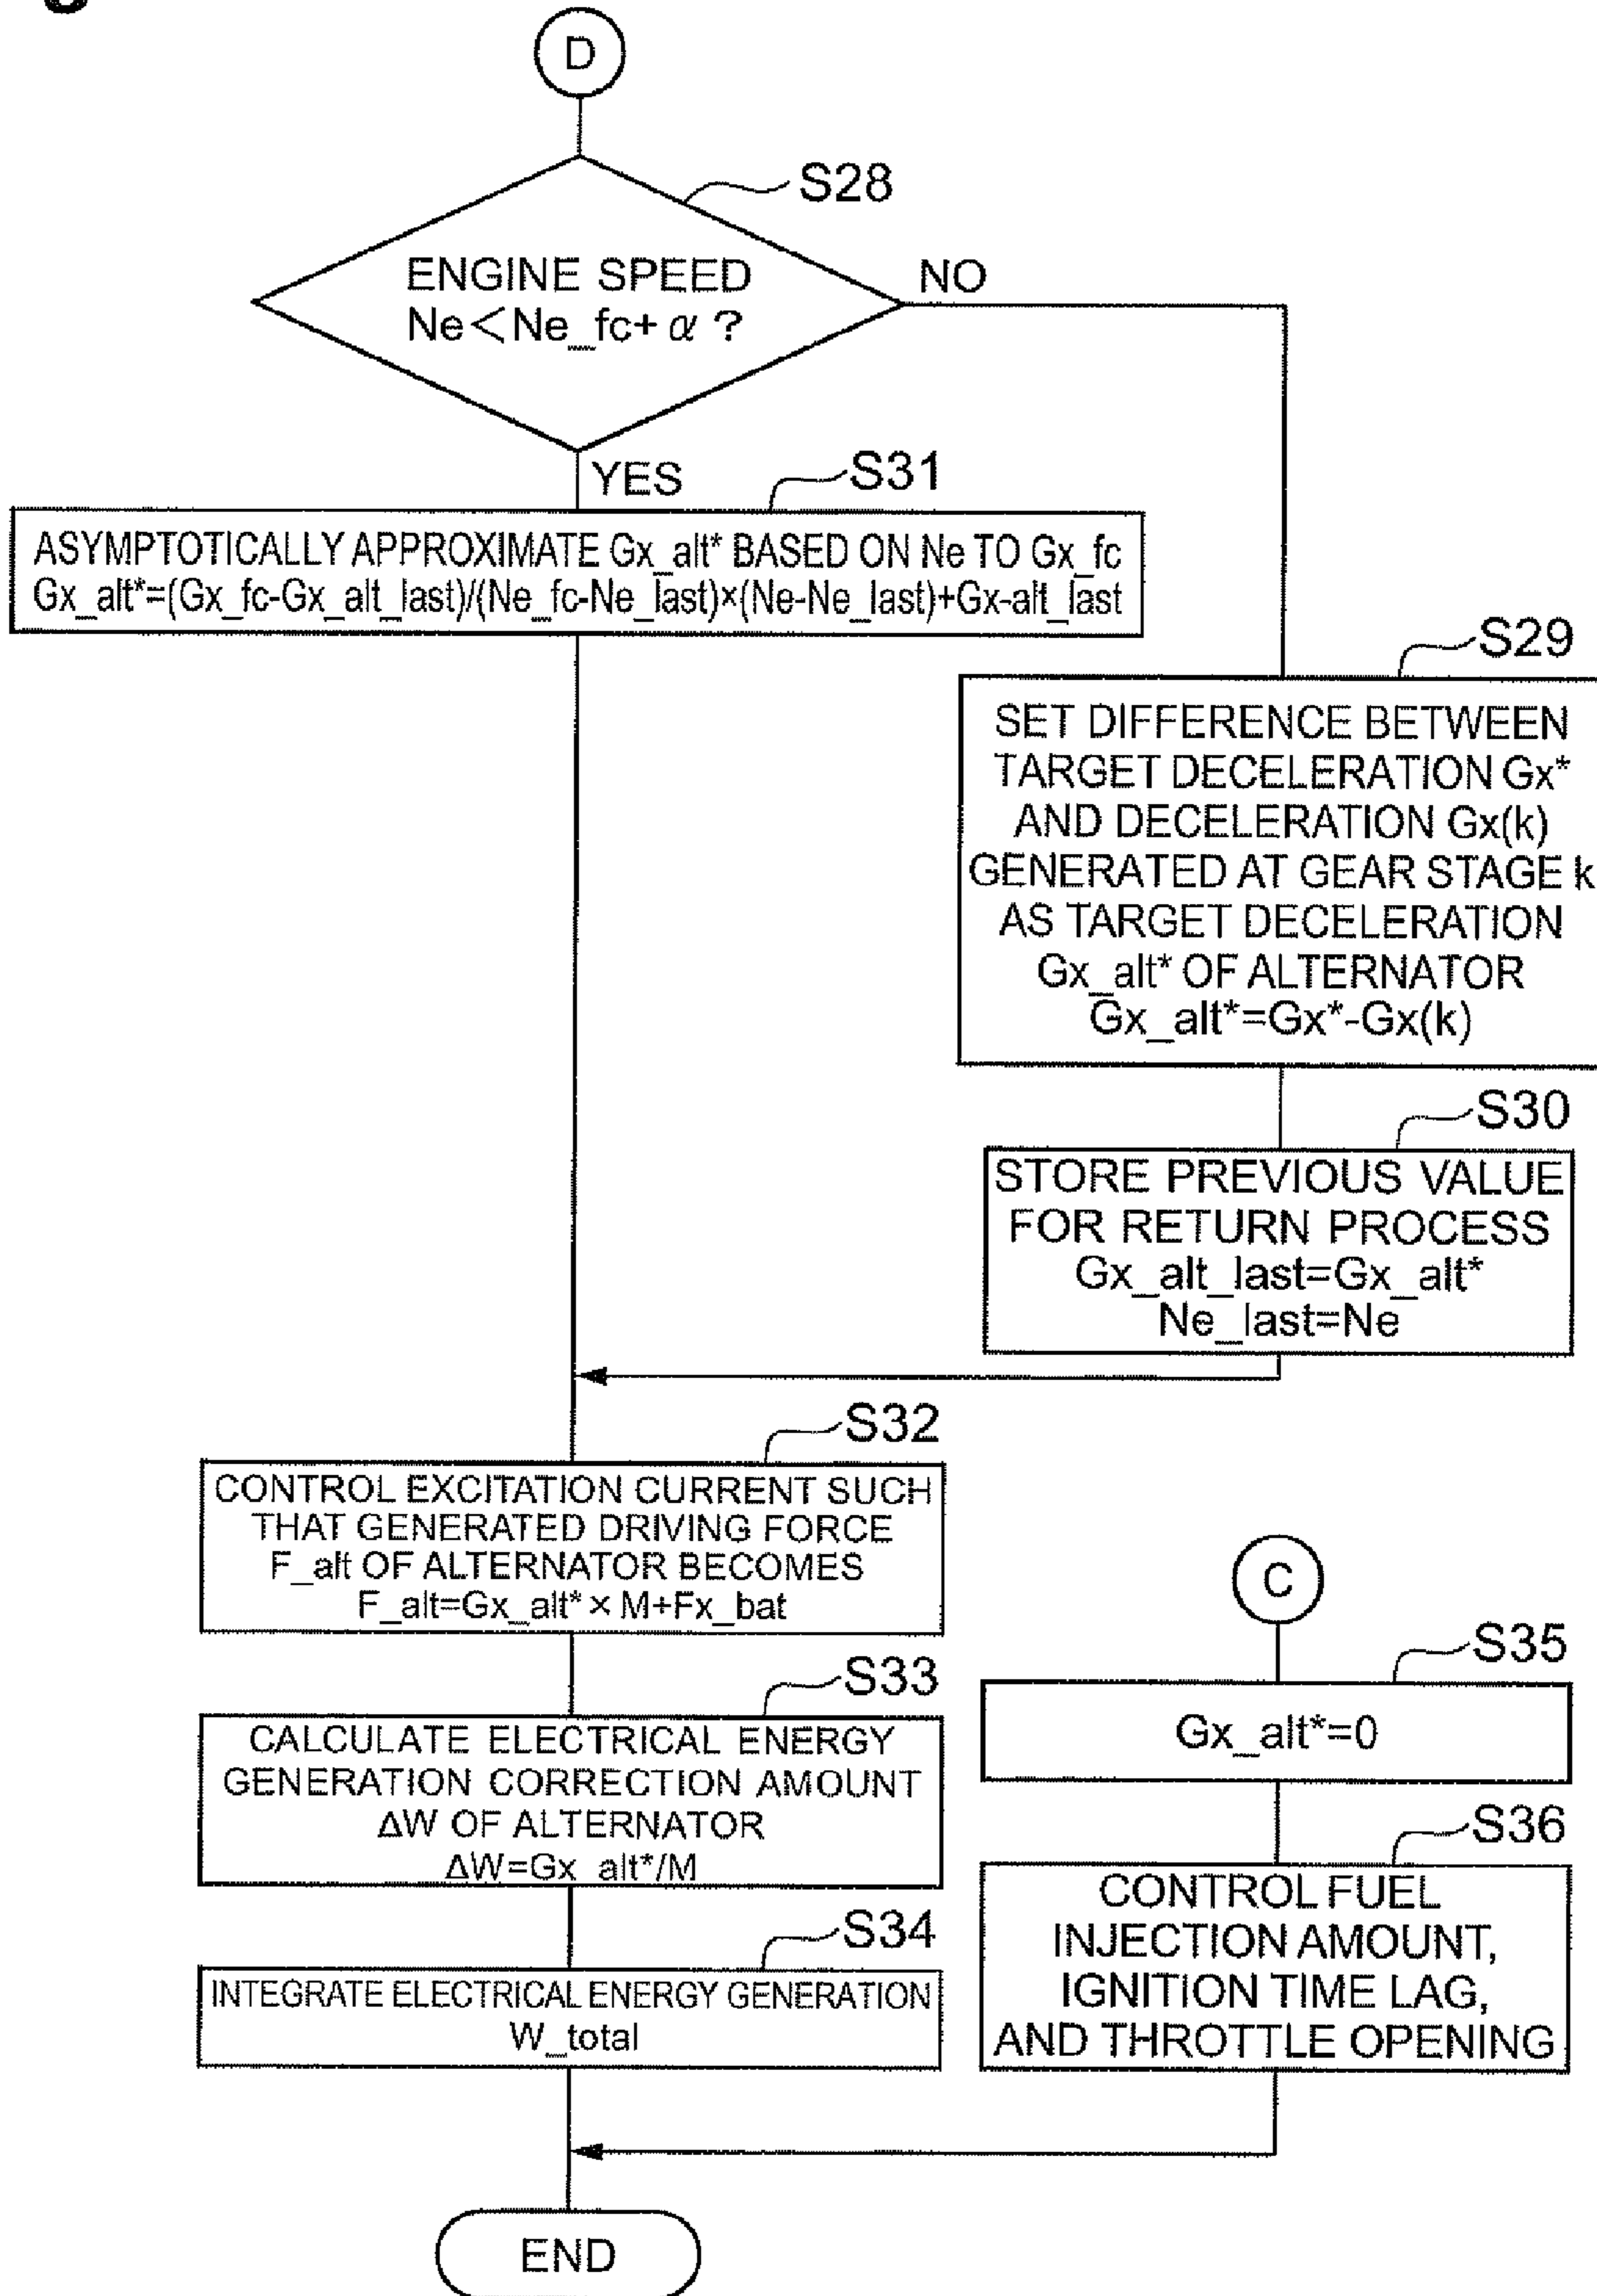 D
S28
ENGINE SPEED
Ne<Ne_fc+α?
NO
YES
S31
ASYMPTOTICALLY APPROXIMATE Gx_alt* BASED ON Ne TO Gx_fc
Gx_alt*=(Gx_fc-Gx_alt_last)/(Ne_fc-Ne_last)×(Ne-Ne_last)+Gx-alt_last
S29
SET DIFFERENCE BETWEEN
TARGET DECELERATION Gx*
AND DECELERATION Gx(k)
GENERATED AT GEAR STAGE k
AS TARGET DECELERATION
Gx_alt* OF ALTERNATOR
Gx_alt*=Gx*-Gx(k)
S30
STORE PREVIOUS VALUE
FOR RETURN PROCESS
Gx_alt_last=Gx_alt*
Ne_last=Ne
S32
CONTROL EXCITATION CURRENT SUCH
THAT GENERATED DRIVING FORCE
F_alt OF ALTERNATOR BECOMES
F_alt=Gx_alt*×M+Fx_bat
S33
CALCULATE ELECTRICAL ENERGY
GENERATION CORRECTION AMOUNT
ΔW OF ALTERNATOR
ΔW=Gx_alt*/M
S34
INTEGRATE ELECTRICAL ENERGY GENERATION
W_total
C
S35
Gx_alt*=0
S36
CONTROL FUEL
INJECTION AMOUNT,
IGNITION TIME LAG,
AND THROTTLE OPENING
END